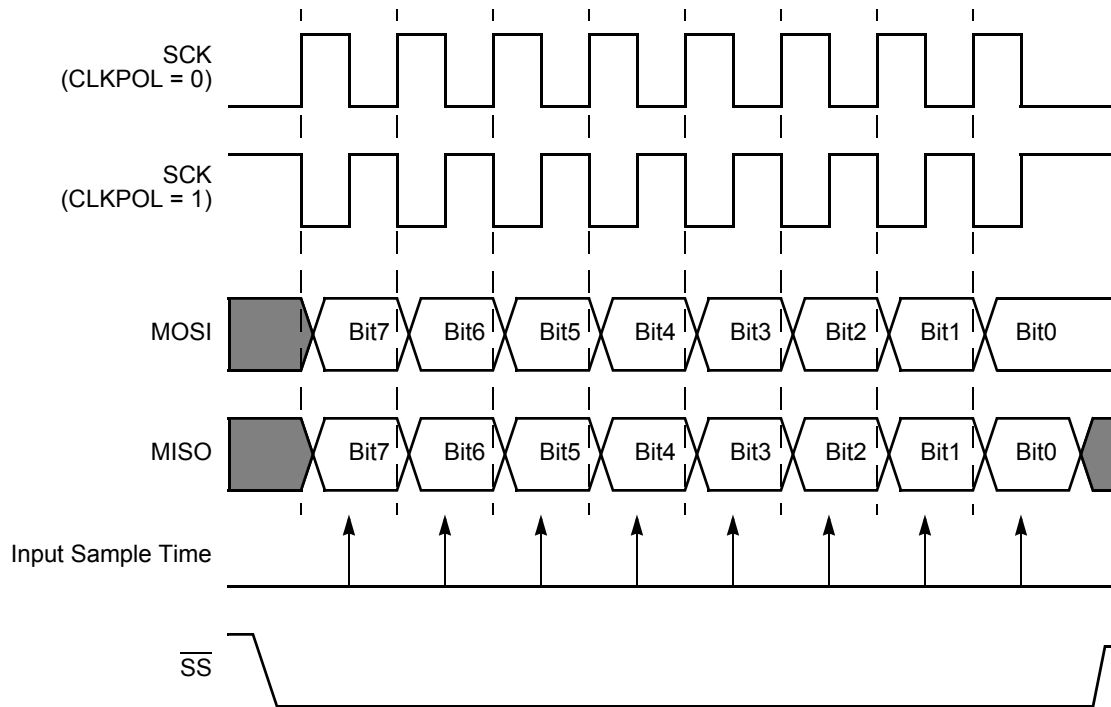 SCK
(CLKPOL = 0)
SCK
(CLKPOL = 1)
MOSI
Bit7 Bit6 Bit5 Bit4 Bit3 Bit2 Bit1 Bit0
MISO
Bit7 Bit6 Bit5 Bit4 Bit3 Bit2 Bit1 Bit0
Input Sample Time
SS